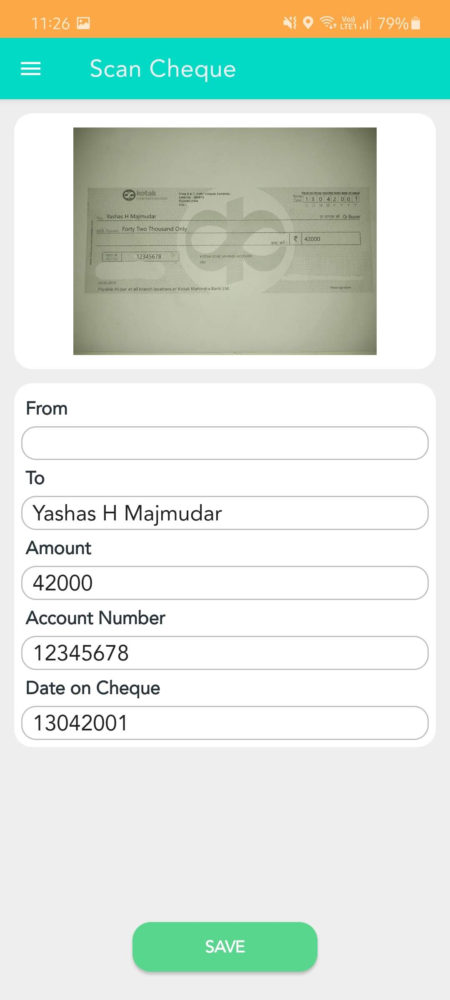 11:26
Vo))
LTE1
79%
Scan Cheque
kotak
Kotak Mahindra Bank
Shop 6 & 7, Sidhi Vinayak Complex,
Satellite - 380015
Gujarat India
IFSC :
Valid for three months from date of issue
Date 1 3 0 4 2 0 0 1
D D M M Y Y Y Y
Pay Yashas H Majmudar
या धारक को Or Bearer
रुपये Rupees Forty Two Thousand Only
अदा करें।
₹ 42000
A/c No.
12345678
KOTAK EDGE SAVINGS ACCOUNT
CBS
24-05-2019
Payable At-par at all branch locations of Kotak Mahindra Bank Ltd.
Please sign above
From
To
Yashas H Majmudar
Amount
42000
Account Number
12345678
Date on Cheque
13042001
SAVE